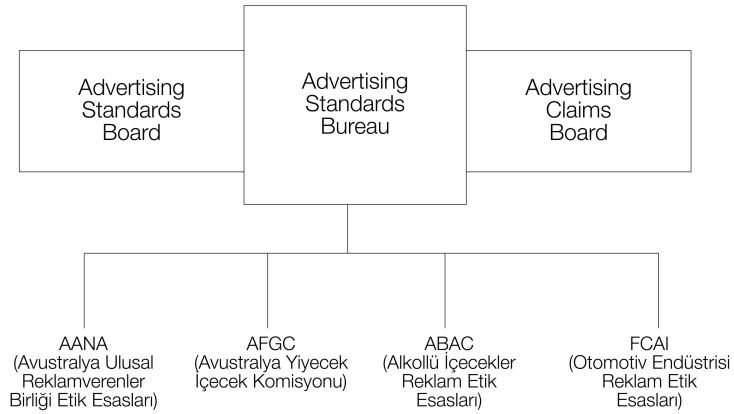 Advertising
Standards
Board
Advertising
Standards
Bureau
Advertising
Claims
Board
AANA
(Avustralya Ulusal
Reklamverenler
Birliği Etik Esasları)
AFGC
(Avustralya Yiyecek
İçecek Komisyonu)
ABAC
(Alkollü İçecekler
Reklam Etik
Esasları)
FCAI
(Otomotiv Endüstrisi
Reklam Etik
Esasları)